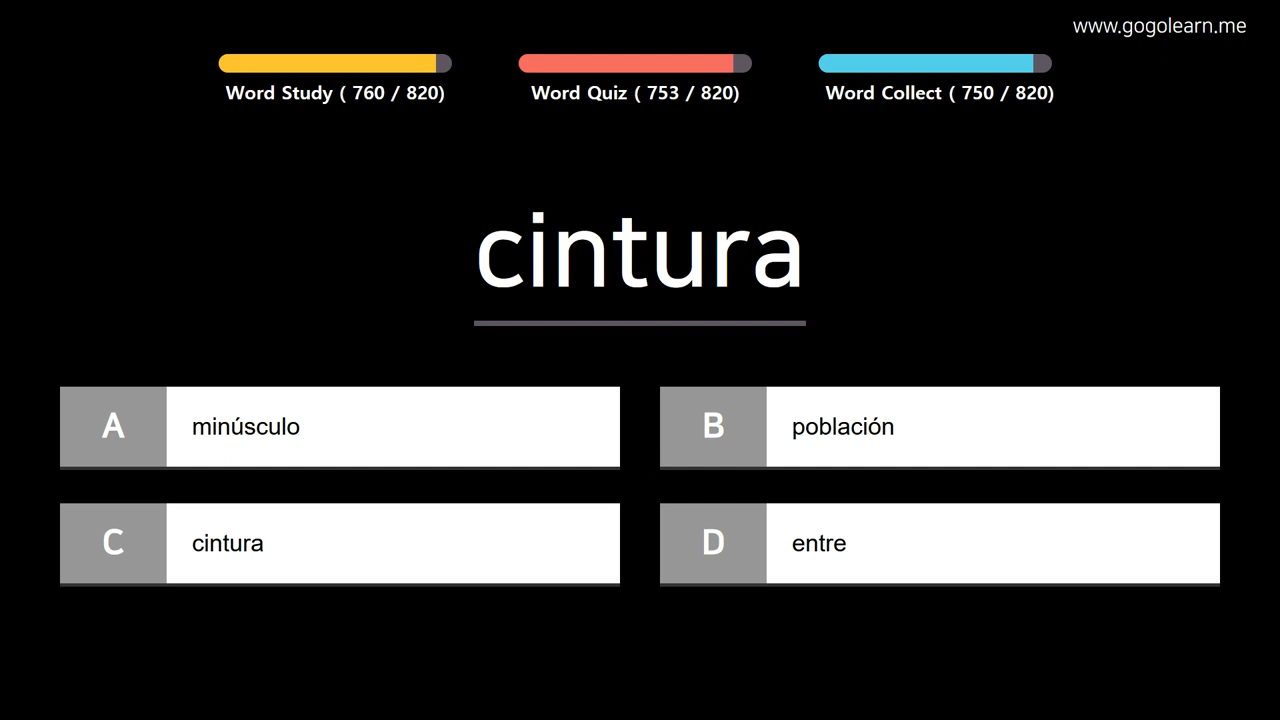 www.gogolearn.me
Word Study ( 760 / 820)
Word Quiz ( 753 / 820)
Word Collect ( 750 / 820)
cintura
A minúsculo
B población
C cintura
D entre